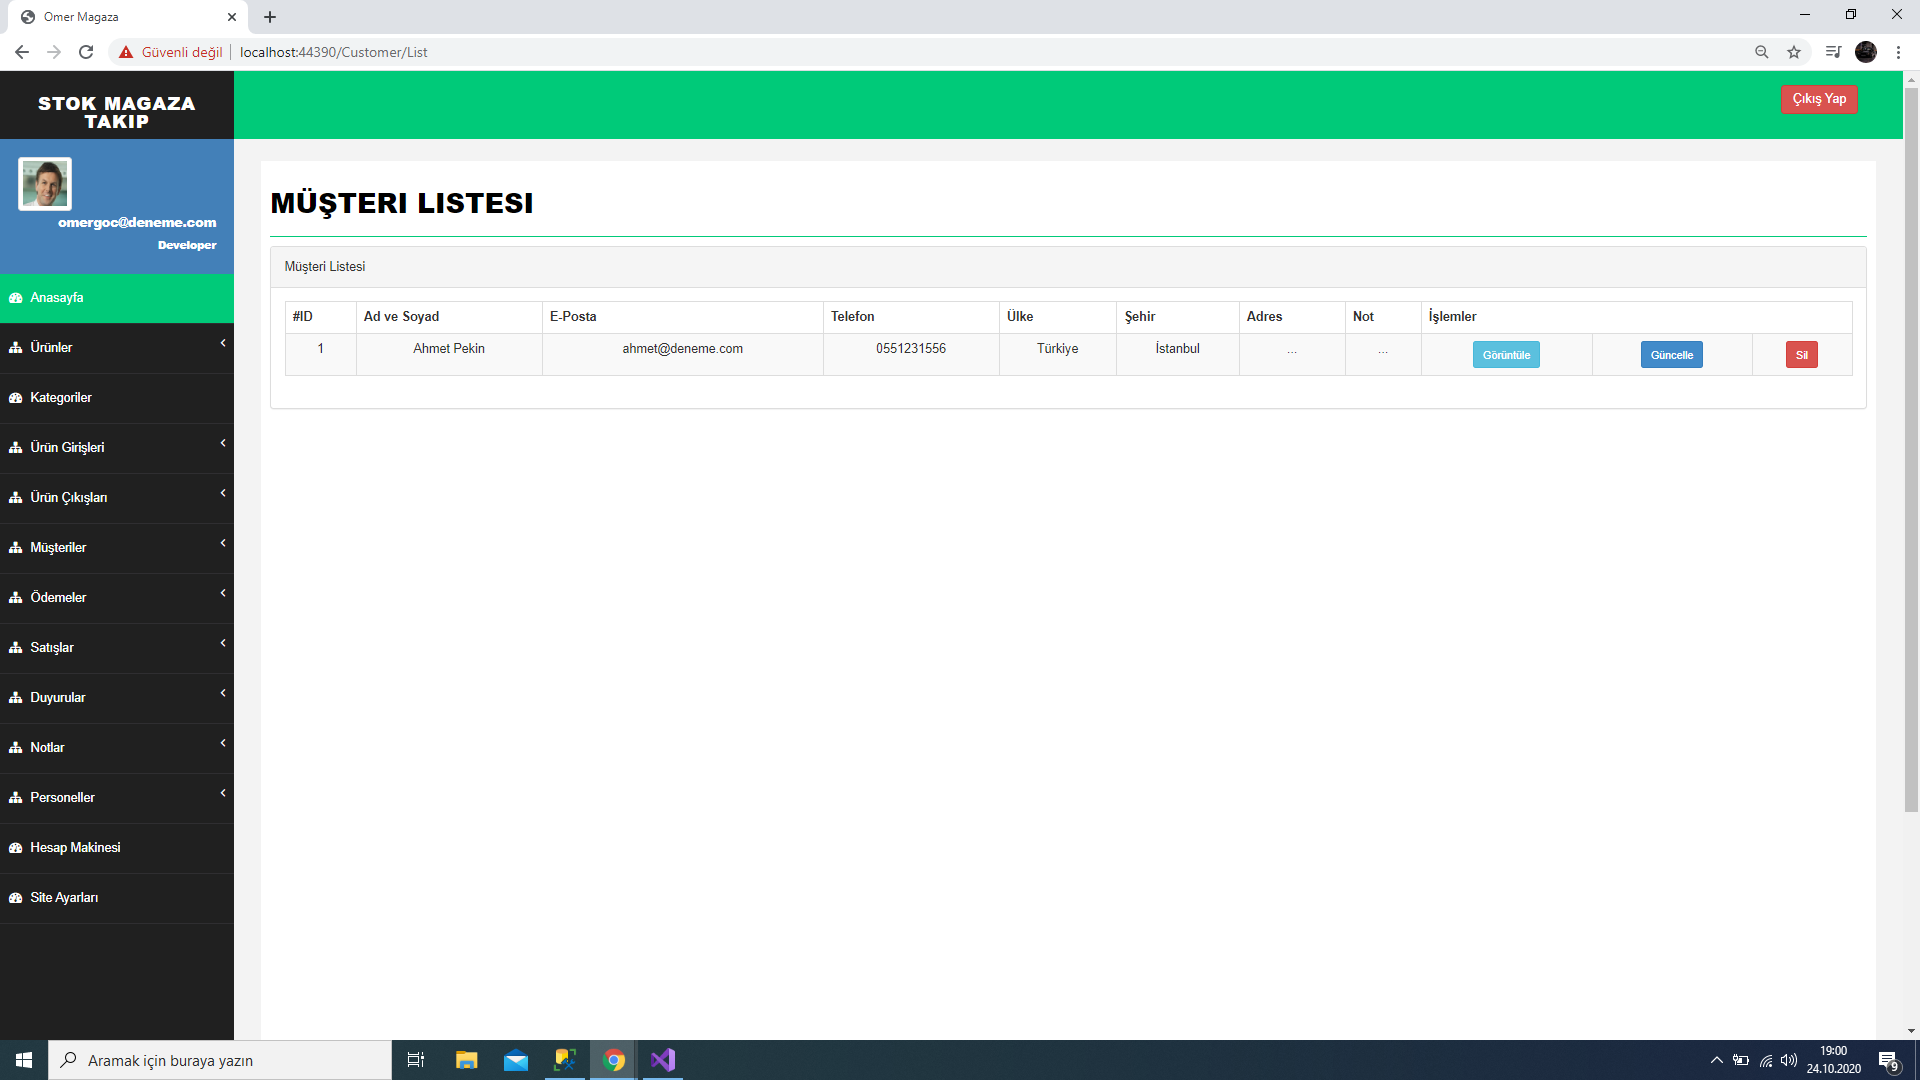 Omer Magaza
Güvenli değil localhost:44390/Customer/List
STOK MAGAZA
TAKIP
Çıkış Yap
omergoc@deneme.com
Developer
Anasayfa
Ürünler
Kategoriler
Ürün Girişleri
Ürün Çıkışları
Müşteriler
Ödemeler
Satışlar
Duyurular
Notlar
Personeller
Hesap Makinesi
Site Ayarları
MÜŞTERI LISTESI
Müşteri Listesi
#ID Ad ve Soyad E-Posta Telefon Ülke Şehir Adres Not İşlemler
1 Ahmet Pekin ahmet@deneme.com 0551231556 Türkiye İstanbul ... ... Görüntüle Güncelle Sil
Aramak için buraya yazın
19:00
24.10.2020
9